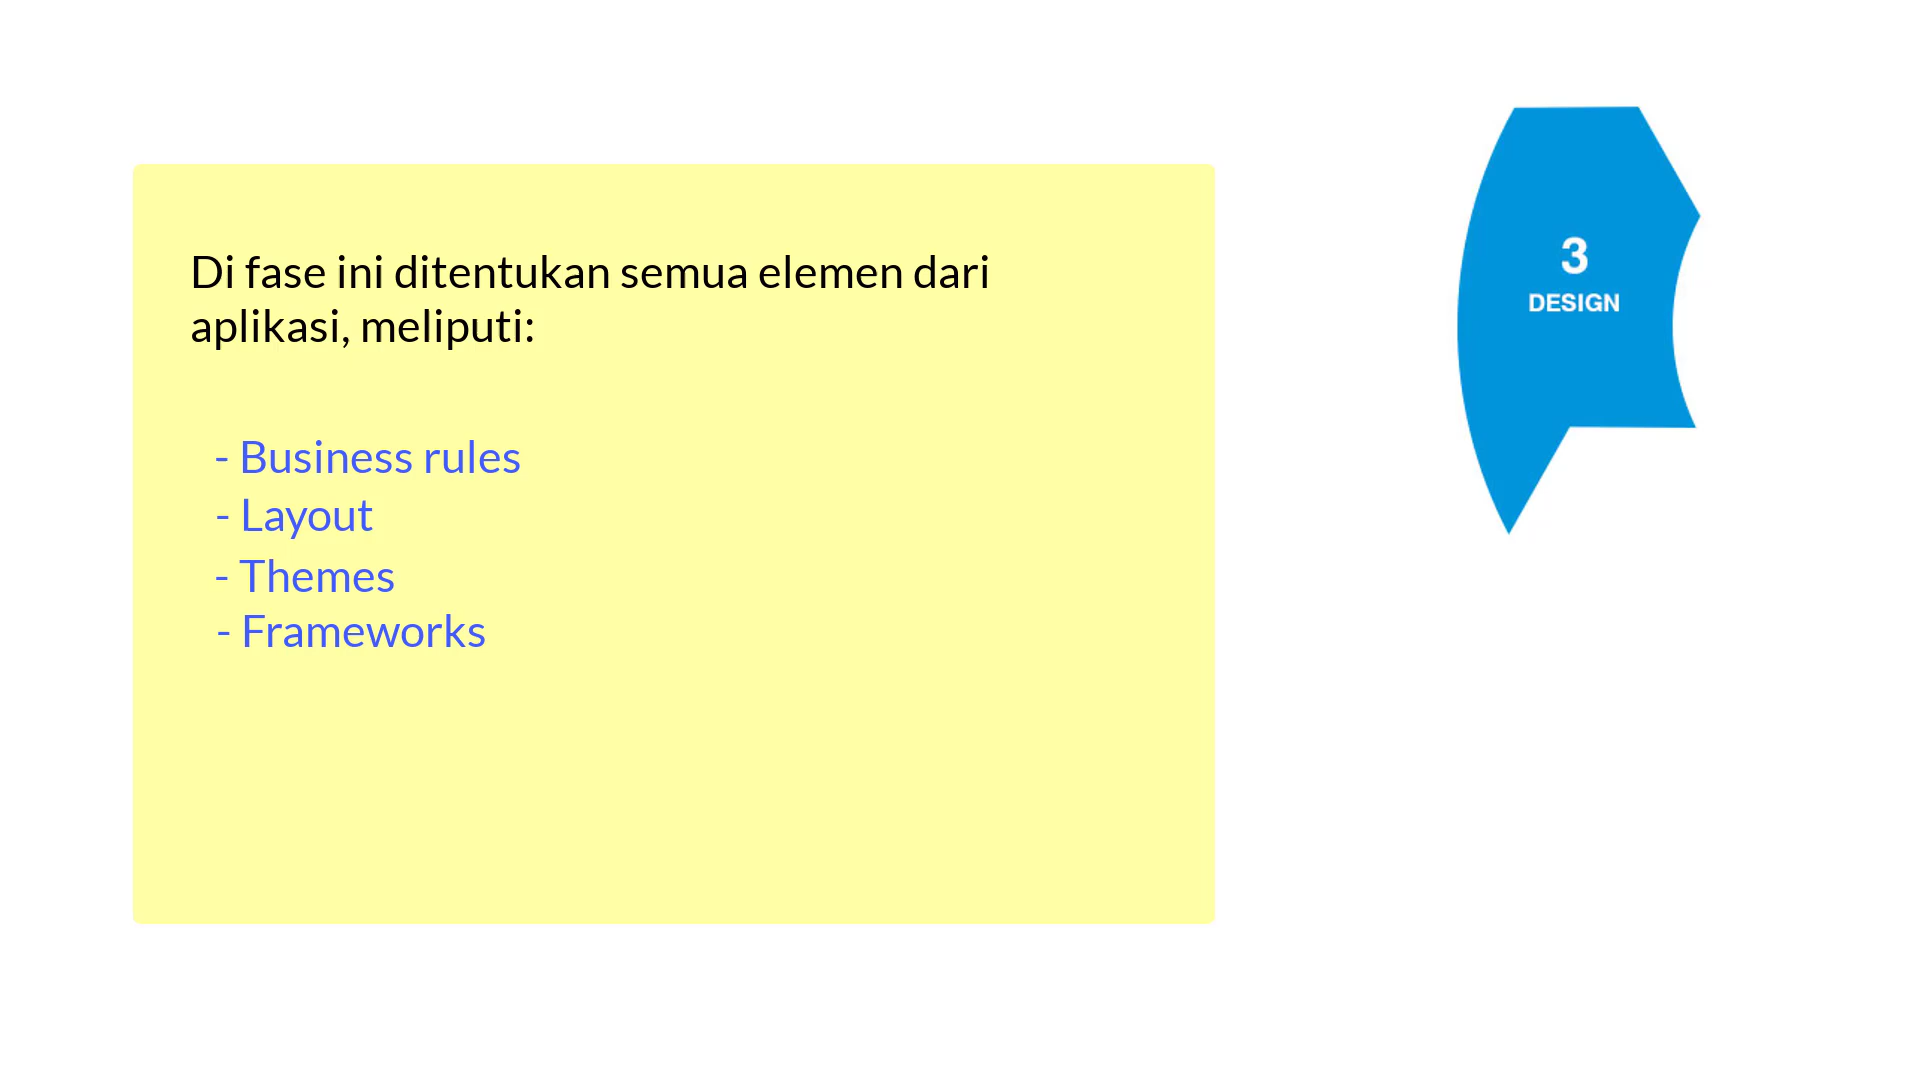 Di fase ini ditentukan semua elemen dari
aplikasi, meliputi:
- Business rules
- Layout
- Themes
- Frameworks
3
DESIGN